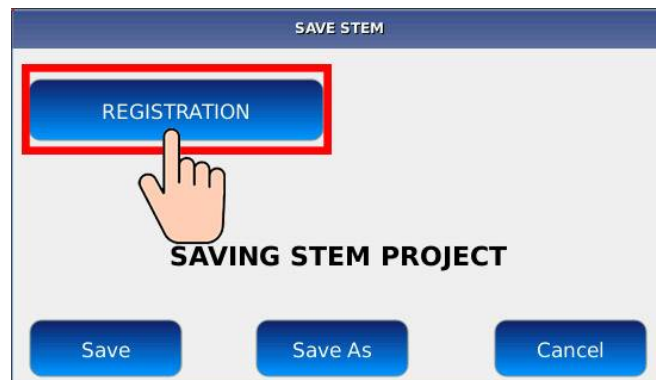 SAVE STEM
REGISTRATION
SAVING STEM PROJECT
Save Save As Cancel